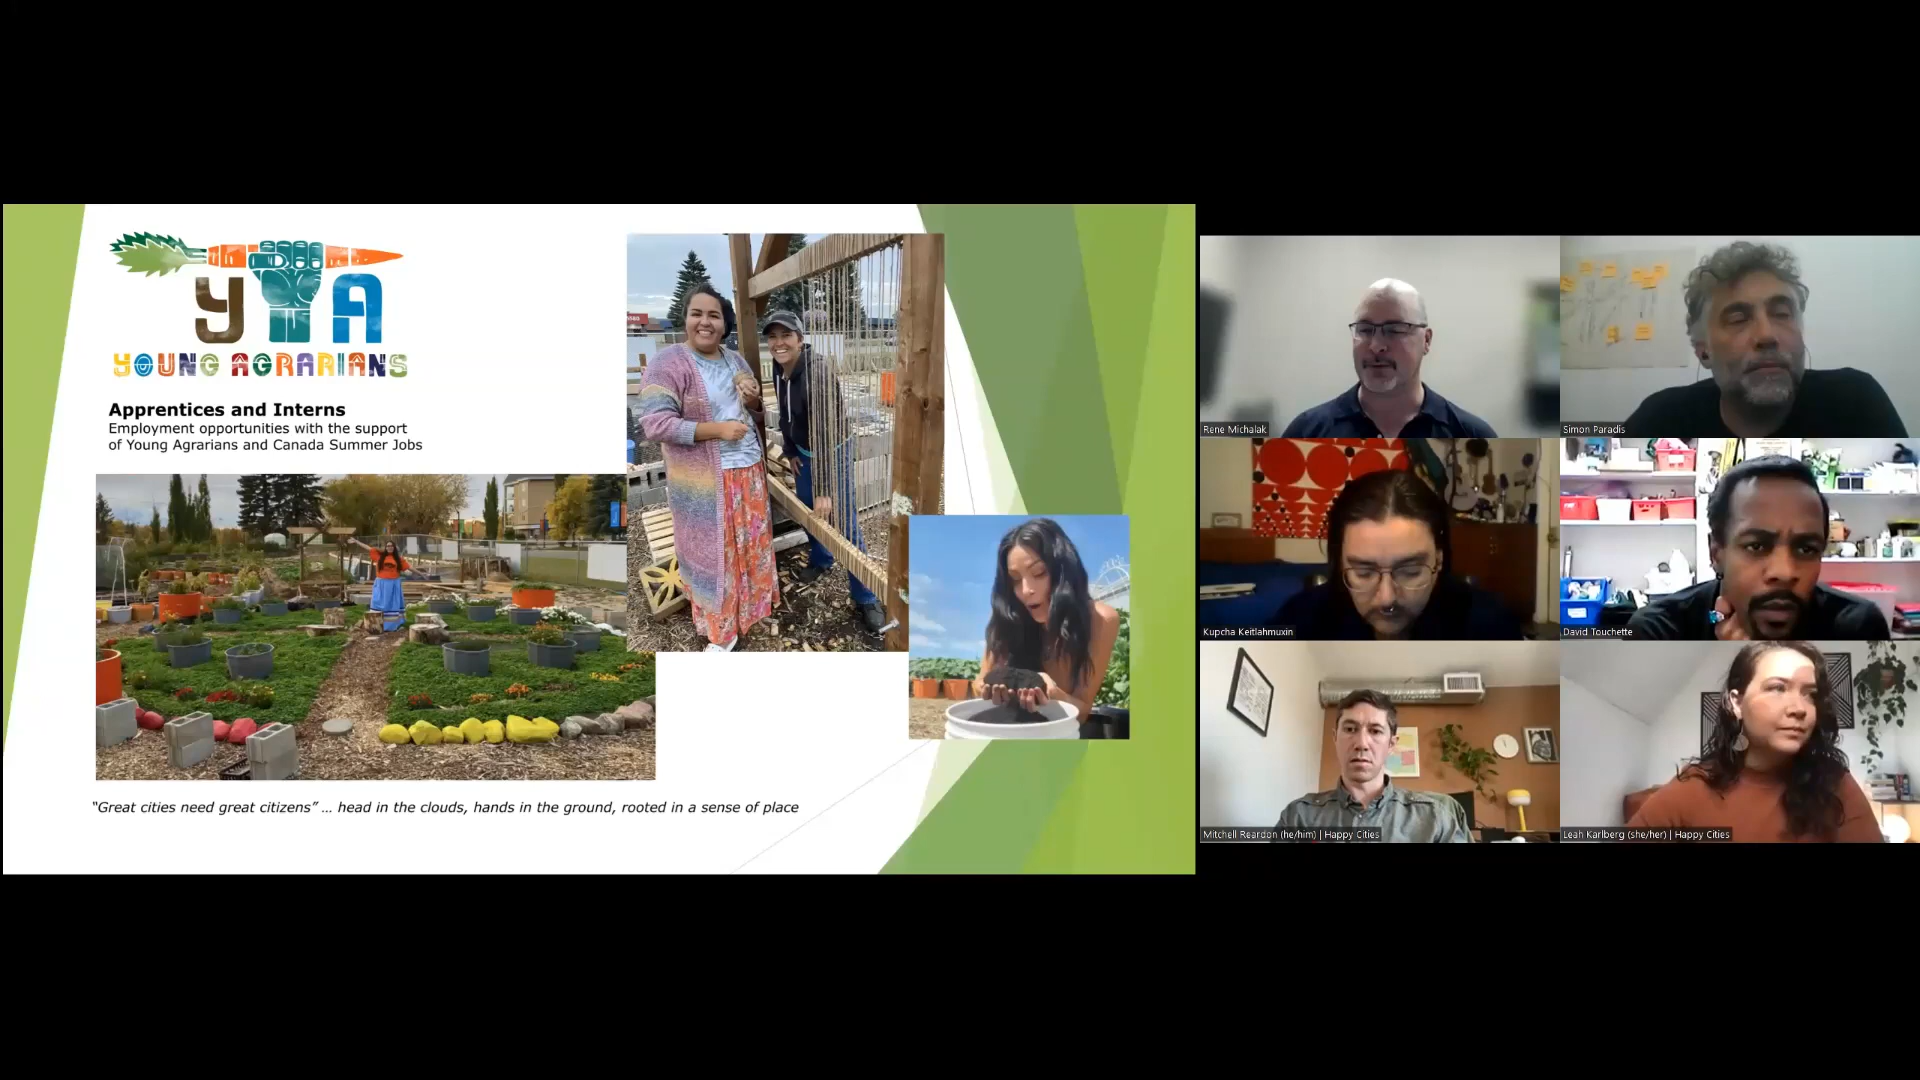 YYA
YOUNG AGRARIANS
Apprentices and Interns
Employment opportunities with the support
of Young Agrarians and Canada Summer Jobs
“Great cities need great citizens” ... head in the clouds, hands in the ground, rooted in a sense of place
Rene Michalak
Simon Paradis
Kupcha Keitlahmuxin
David Touchette
Mitchell Reardon (he/him) | Happy Cities
Leah Karlberg (she/her) | Happy Cities